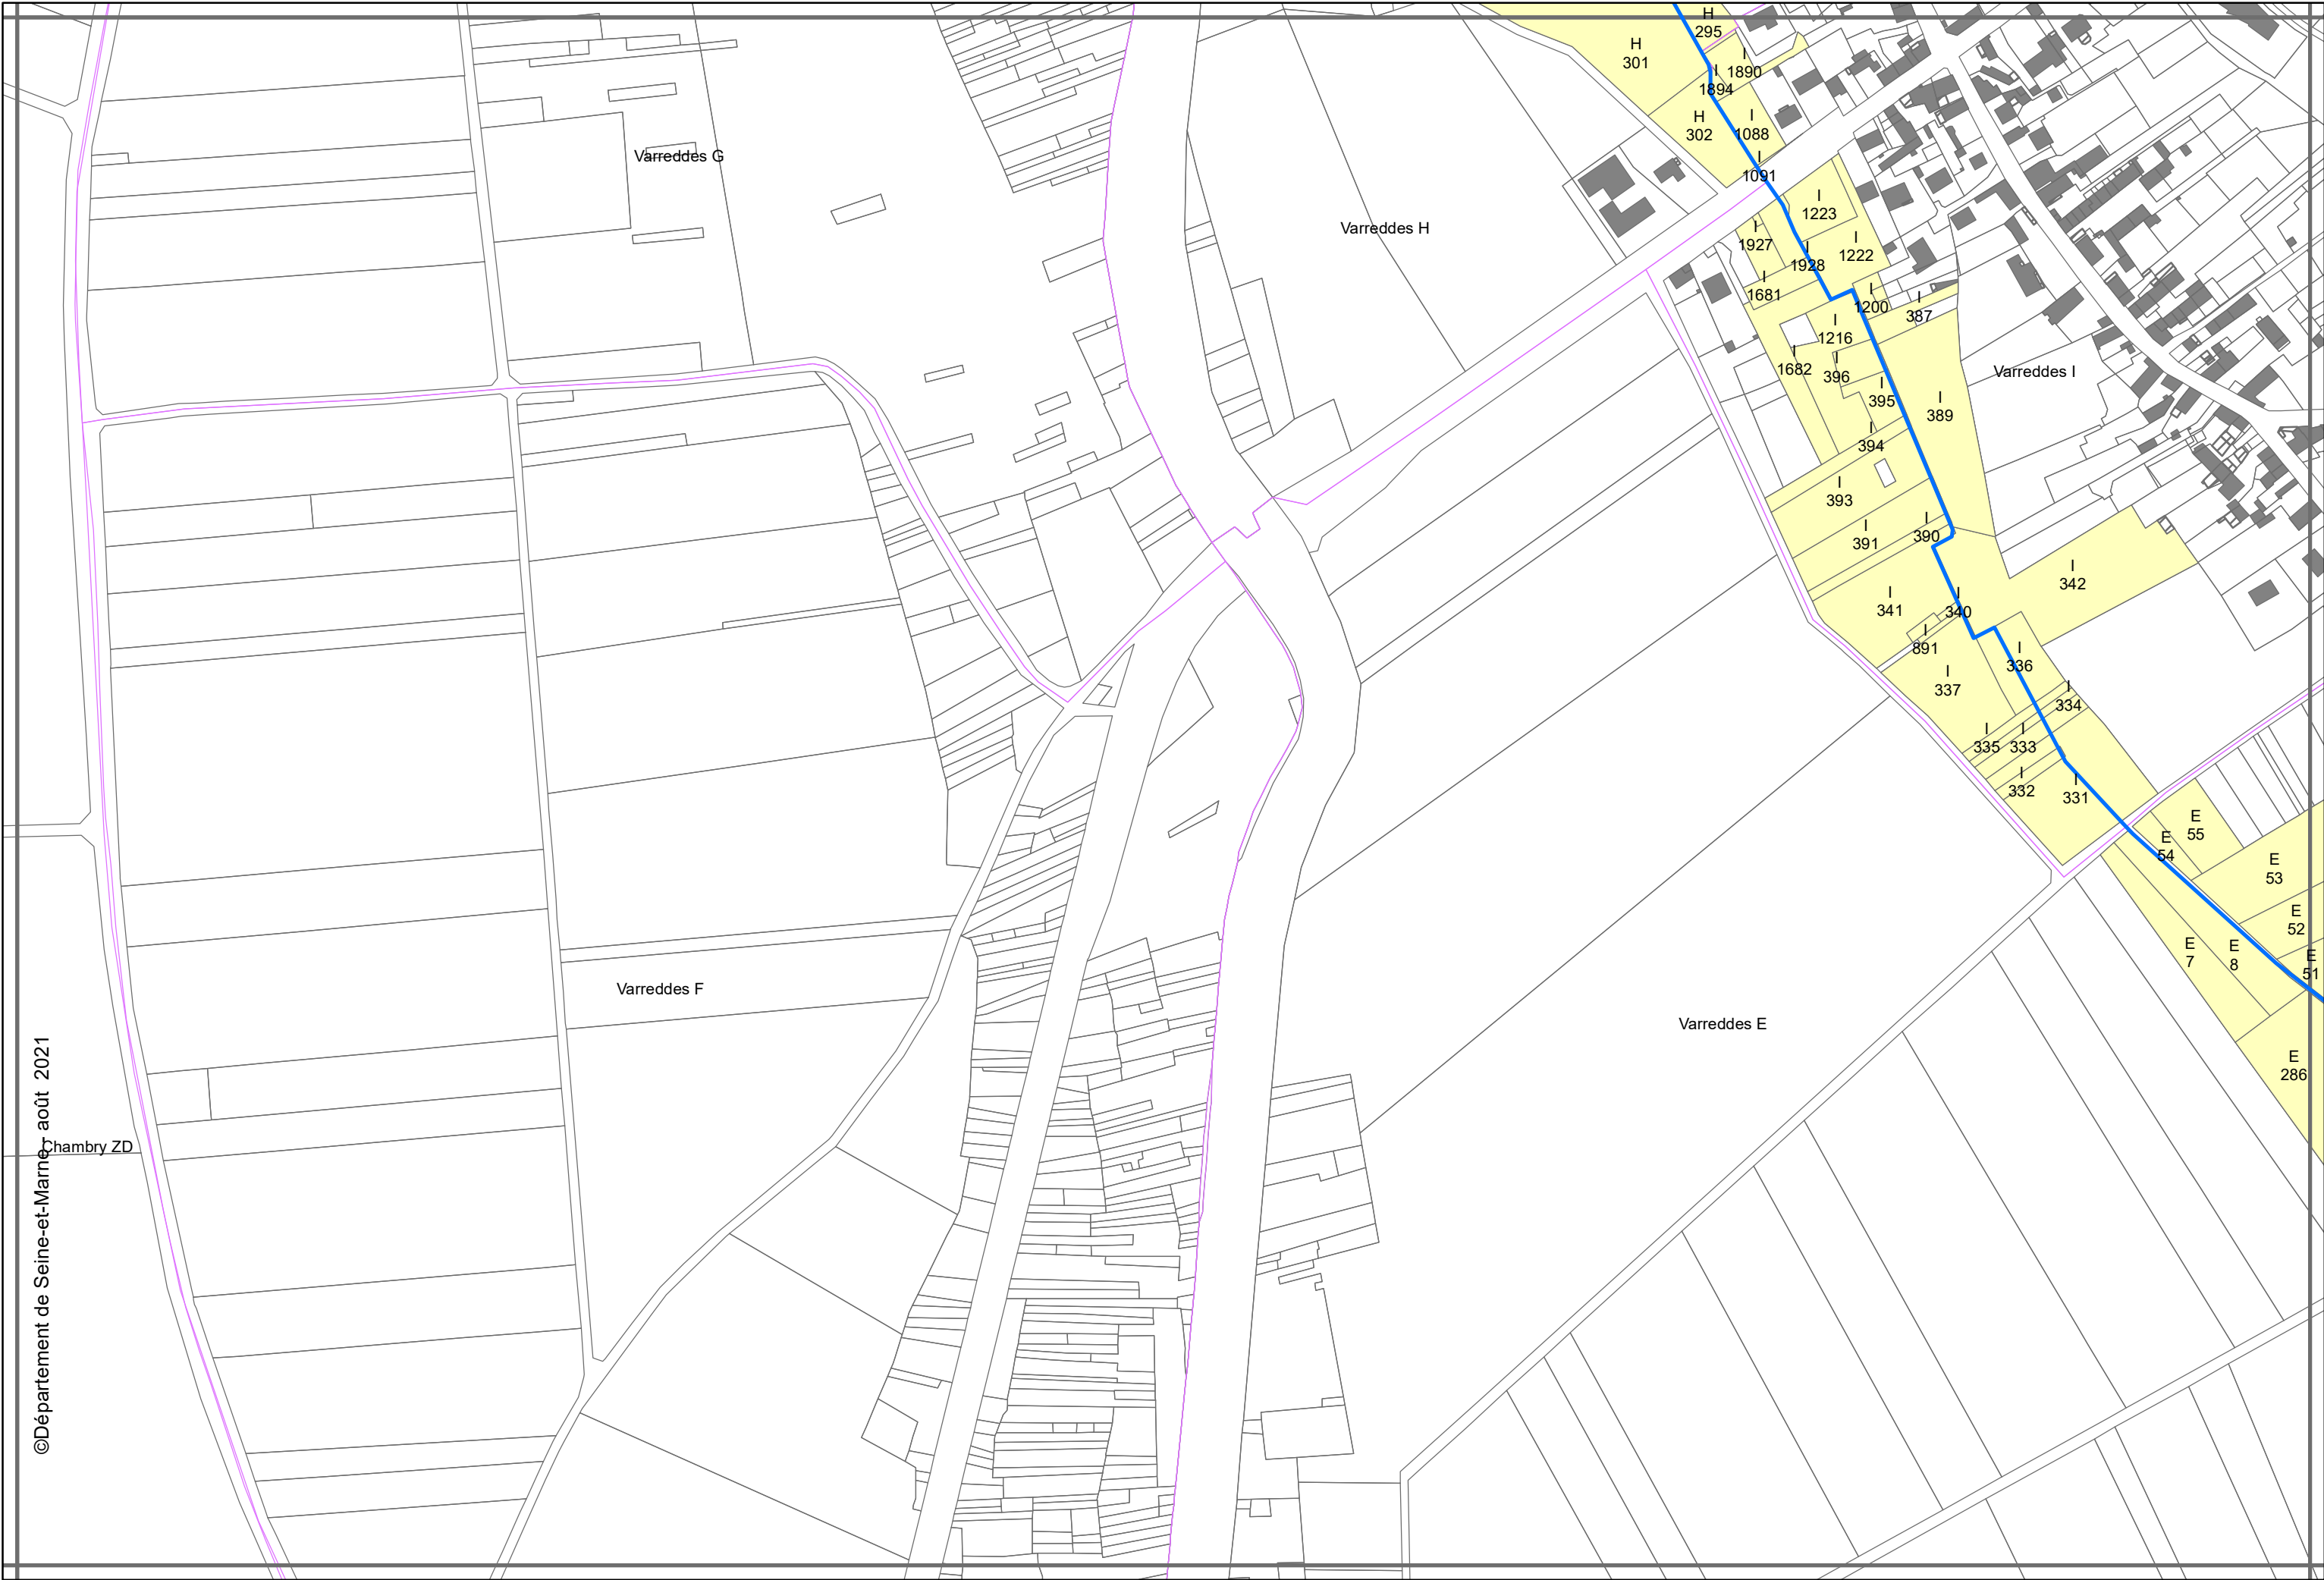 H
295
H
301
I
1890
I
1894
H
302
I
1088
Varreddes G
I
1091
I
1223
Varreddes H
I
1927
I
1222
I
1928
I
1681
I
1200
I
387
I
1216
I
1682
I
396
Varreddes I
I
395
I
389
I
394
I
393
I
391
I
390
I
342
I
341
I
340
I
891
I
336
I
337
I
334
I
335
I
333
I
332
I
331
E
55
E
54
E
53
E
52
E
7
E
8
E
51
Varreddes F
Varreddes E
E
286
Chambry ZD
©Département de Seine-et-Marne, août 2021